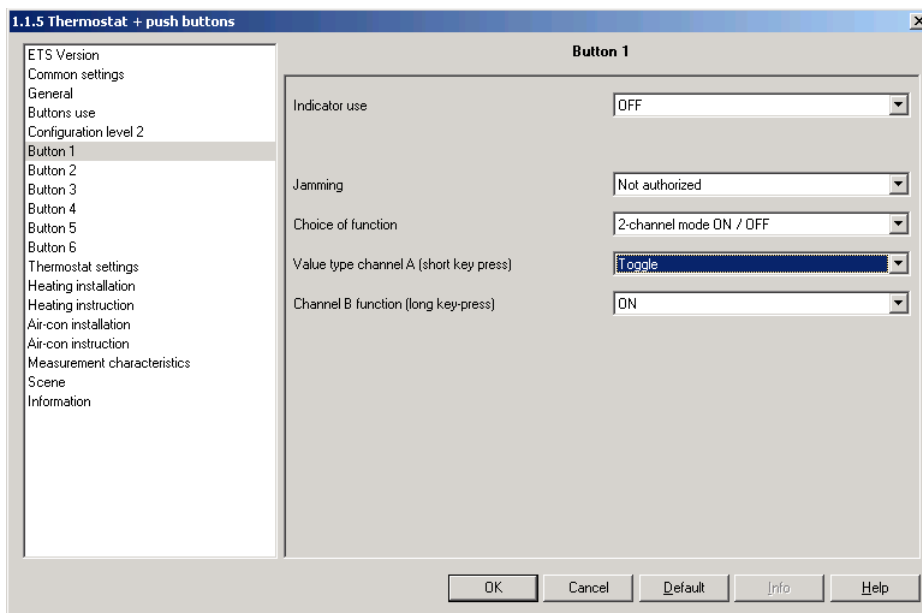 1.1.5 Thermostat + push buttons
ETS Version
Common settings
General
Buttons use
Configuration level 2
Button 1
Button 2
Button 3
Button 4
Button 5
Button 6
Thermostat settings
Heating installation
Heating instruction
Air-con installation
Air-con instruction
Measurement characteristics
Scene
Information
Button 1
Indicator use OFF
Jamming Not authorized
Choice of function 2-channel mode ON / OFF
Value type channel A (short key press) Toggle
Channel B function (long key-press) ON
OK Cancel Default Info Help